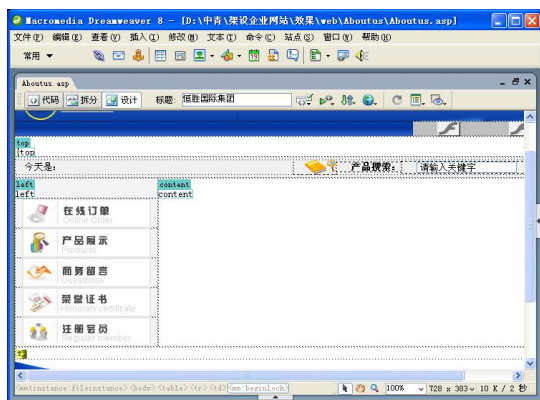 Macromedia Dreamweaver 8 - [D:\中青\架设企业网站\效果\web\Aboutus\Aboutus.asp]
文件(F) 编辑(E) 查看(V) 插入(I) 修改(M) 文本(T) 命令(C) 站点(S) 窗口(W) 帮助(H)
常用
Aboutus.asp
代码 拆分 设计 标题: 恒胜国际集团
top
top
今天是: 产品搜索: 请输入关键字
left content
left content
在线订单
Online Order
产品展示
Products
商务留言
Guestbook
荣誉证书
Honorary certificate
注册会员
Register member
<mmtinstance:fileinstance> <body> <table> <tr> <td> <mm:beginlock> 100% 728 x 383 10 K / 2 秒